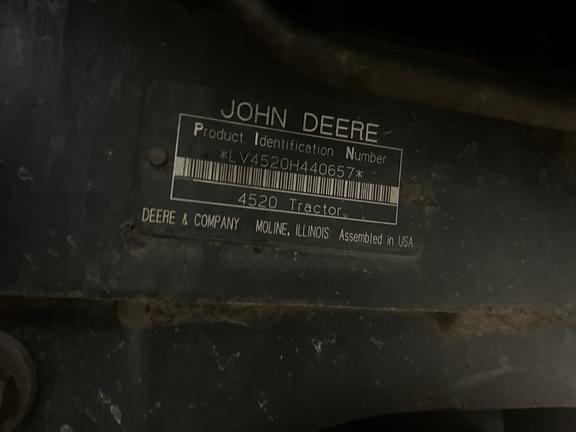 JOHN DEERE
Product Identification Number
*LV4520H440657*
4520 Tractor
DEERE & COMPANY MOLINE, ILLINOIS Assembled in USA